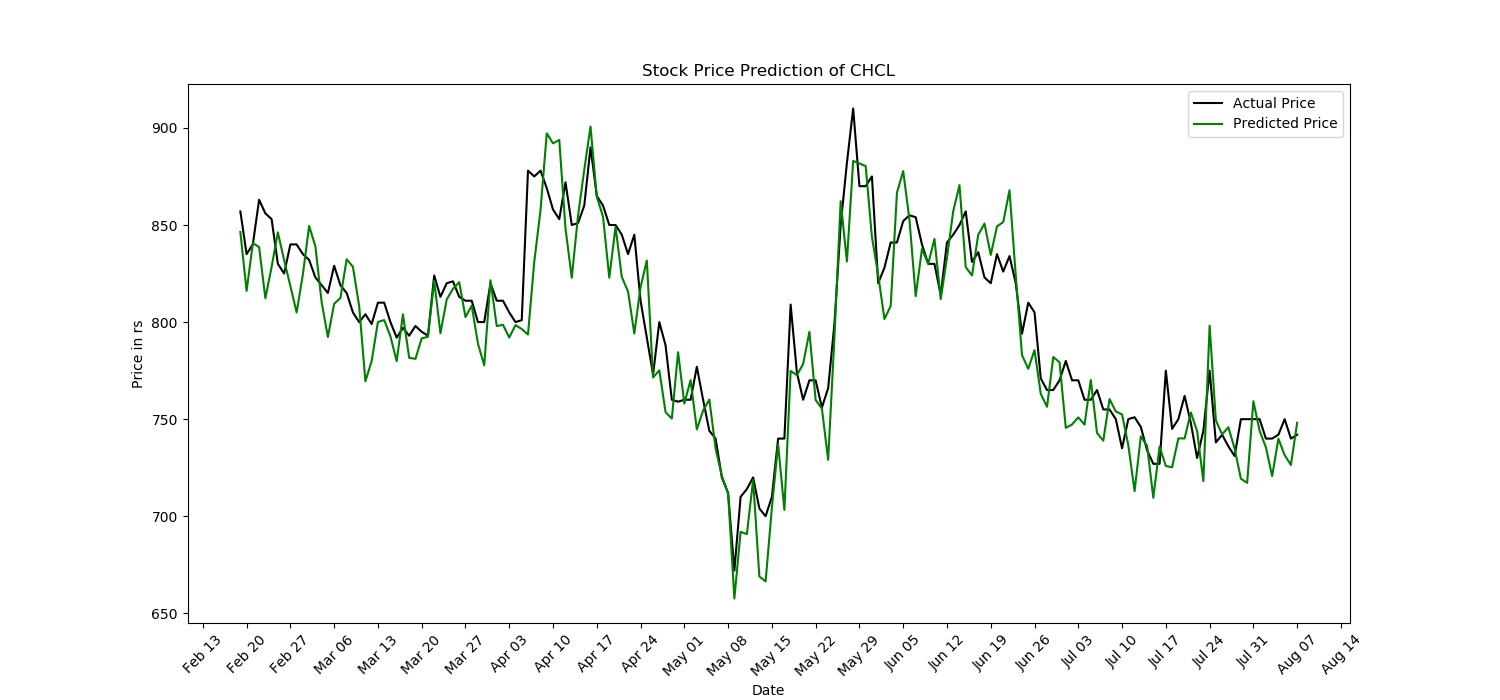 Stock Price Prediction of CHCL
Actual Price
Predicted Price
Price in rs
900
850
800
750
700
650
Feb 13
Feb 20
Feb 27
Mar 06
Mar 13
Mar 20
Mar 27
Apr 03
Apr 10
Apr 17
Apr 24
May 01
May 08
May 15
May 22
May 29
Jun 05
Jun 12
Jun 19
Jun 26
Jul 03
Jul 10
Jul 17
Jul 24
Jul 31
Aug 07
Aug 14
Date